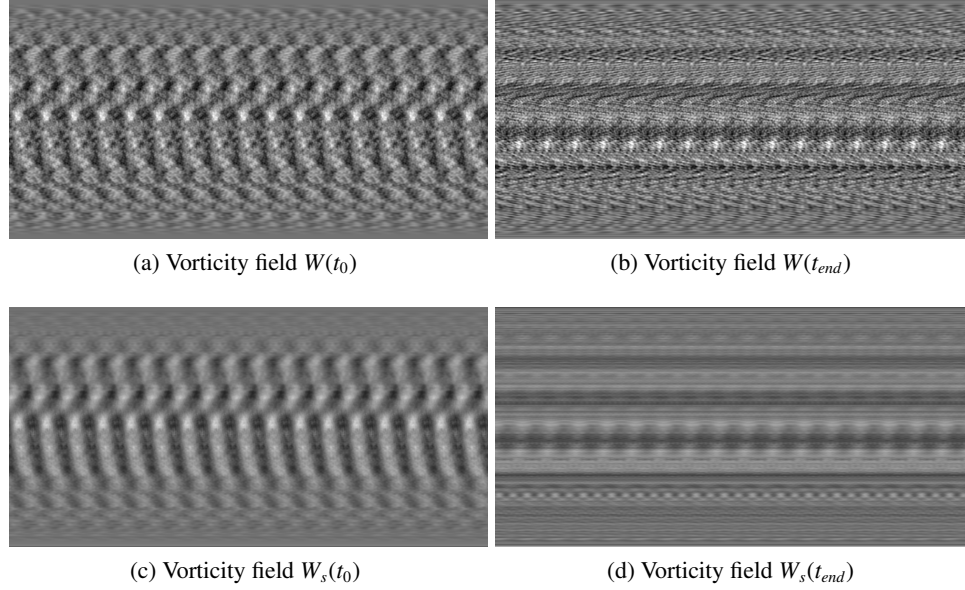 (a) Vorticity field W(t₀)
(b) Vorticity field W(tₑₙd)
(c) Vorticity field Wₛ(t₀)
(d) Vorticity field Wₛ(tₑₙd)